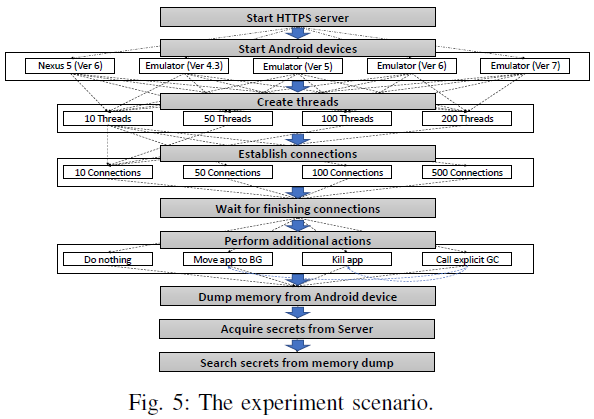 Start HTTPS server
Start Android devices
Nexus 5 (Ver 6) Emulator (Ver 4.3) Emulator (Ver 5) Emulator (Ver 6) Emulator (Ver 7)
Create threads
10 Threads 50 Threads 100 Threads 200 Threads
Establish connections
10 Connections 50 Connections 100 Connections 500 Connections
Wait for finishing connections
Perform additional actions
Do nothing Move app to BG Kill app Call explicit GC
Dump memory from Android device
Acquire secrets from Server
Search secrets from memory dump
Fig. 5: The experiment scenario.